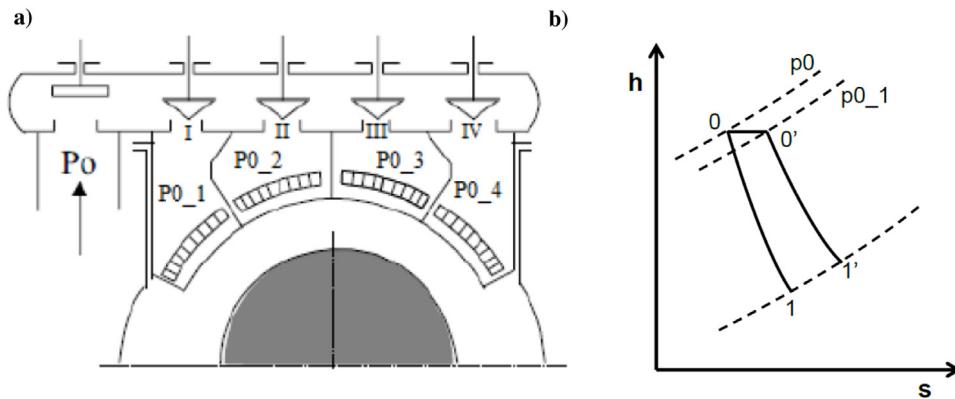 a)
I II III IV
Po
P0_1
P0_2
P0_3
P0_4
b)
h
p0
p0_1
0
0'
1
1'
s